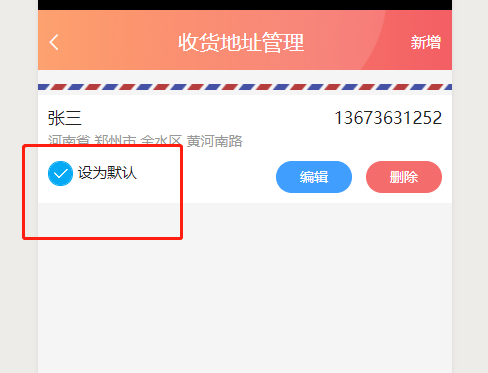 收货地址管理 新增
张三 13673631252
河南省 郑州市 金水区 黄河南路
设为默认 编辑 删除